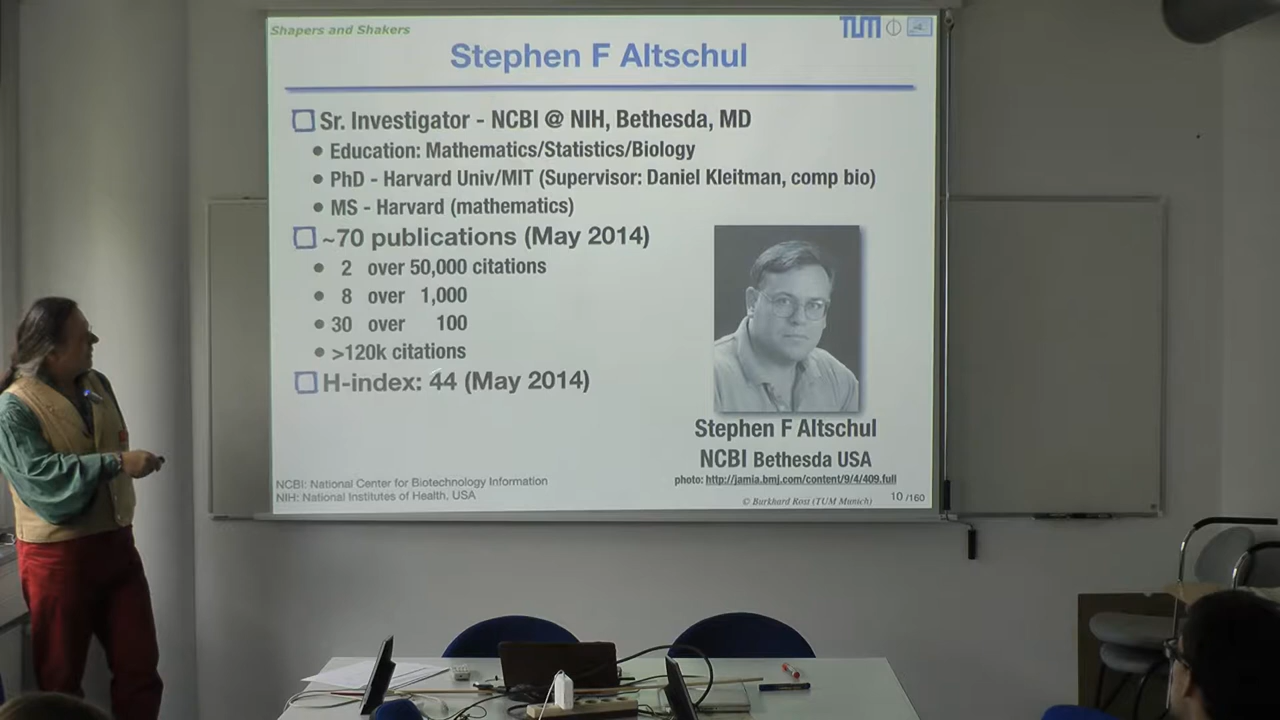 Shapers and Shakers
TUM
Stephen F Altschul
Sr. Investigator - NCBI @ NIH, Bethesda, MD
• Education: Mathematics/Statistics/Biology
• PhD - Harvard Univ/MIT (Supervisor: Daniel Kleitman, comp bio)
• MS - Harvard (mathematics)
~70 publications (May 2014)
• 2 over 50,000 citations
• 8 over 1,000
• 30 over 100
• >120k citations
H-index: 44 (May 2014)
Stephen F Altschul
NCBI Bethesda USA
photo: http://jamia.bmj.com/content/9/4/409.full
NCBI: National Center for Biotechnology Information
NIH: National Institutes of Health, USA
© Burkhard Rost (TUM Munich)
10 /160